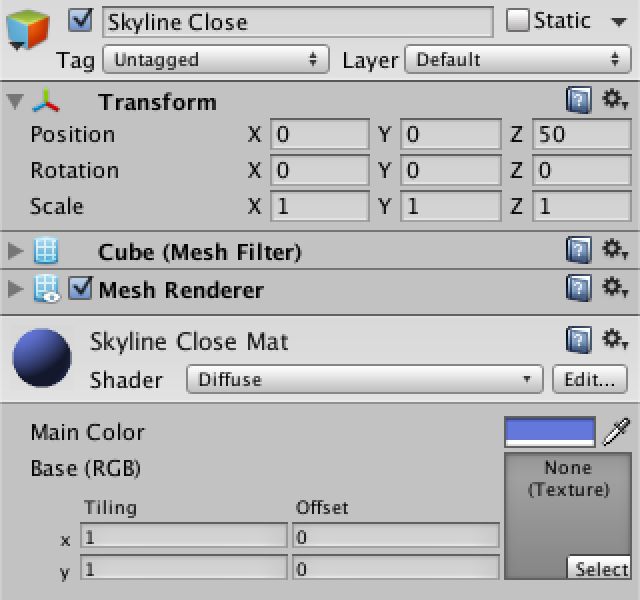 Skyline Close Static
Tag Untagged Layer Default
Transform
Position X 0 Y 0 Z 50
Rotation X 0 Y 0 Z 0
Scale X 1 Y 1 Z 1
Cube (Mesh Filter)
Mesh Renderer
Skyline Close Mat
Shader Diffuse Edit...
Main Color
Base (RGB) None
(Texture)
Tiling Offset
x 1 0
y 1 0 Select